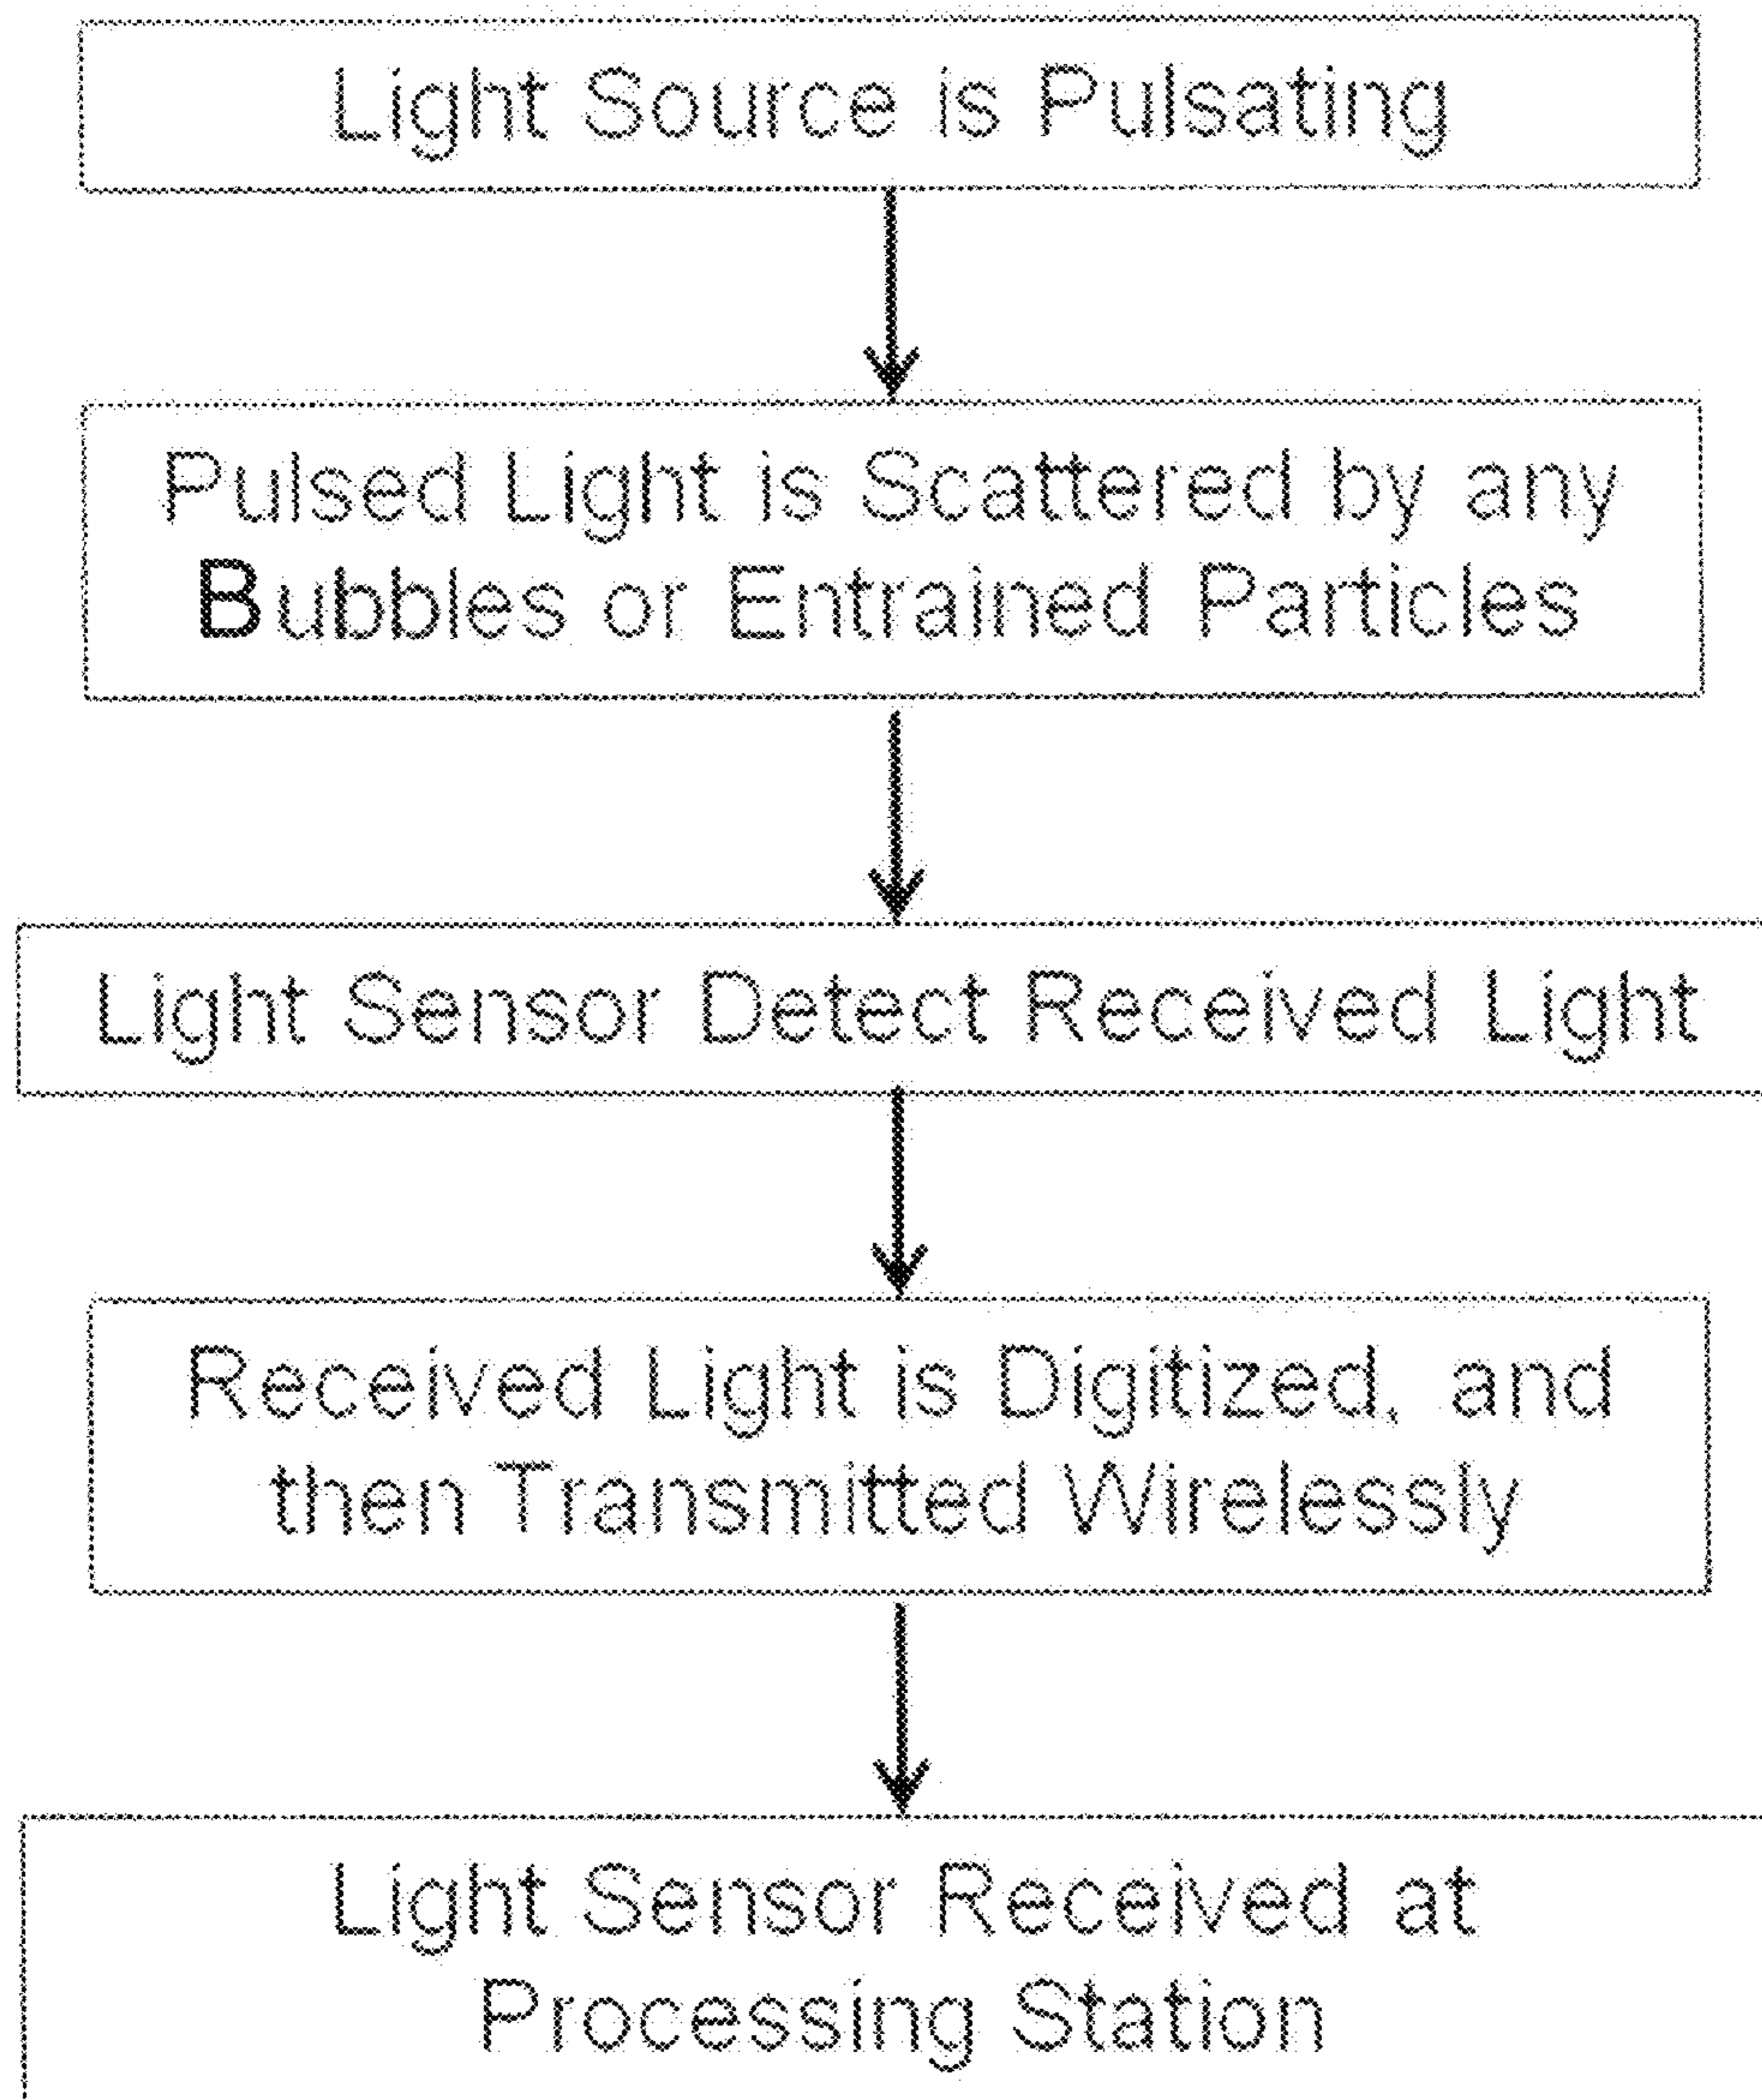 Light Source is Pulsating
Pulsed Light is Scattered by any
Bubbles or Entrained Particles
Light Sensor Detect Received Light
Received Light is Digitized, and
then Transmitted Wirelessly
Light Sensor Received at
Processing Station